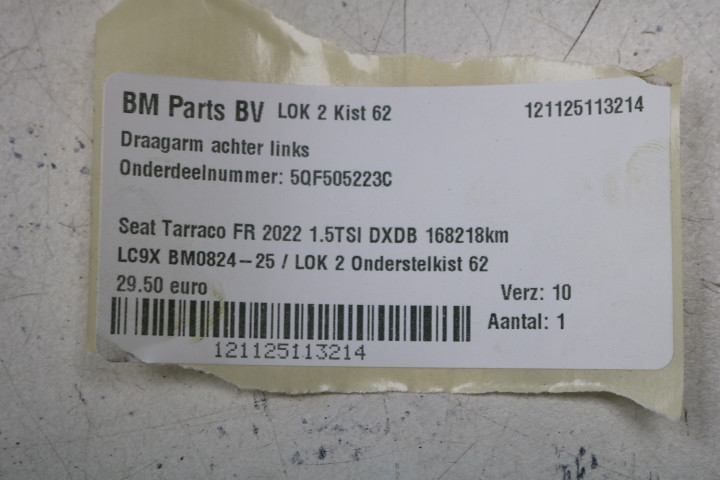 BM Parts BV LOK 2 Kist 62 121125113214
Draagarm achter links
Onderdeelnummer: 5QF505223C
Seat Tarraco FR 2022 1.5TSI DXDB 168218km
LC9X BM0824-25 / LOK 2 Onderstelkist 62
29.50 euro Verz: 10
Aantal: 1
121125113214